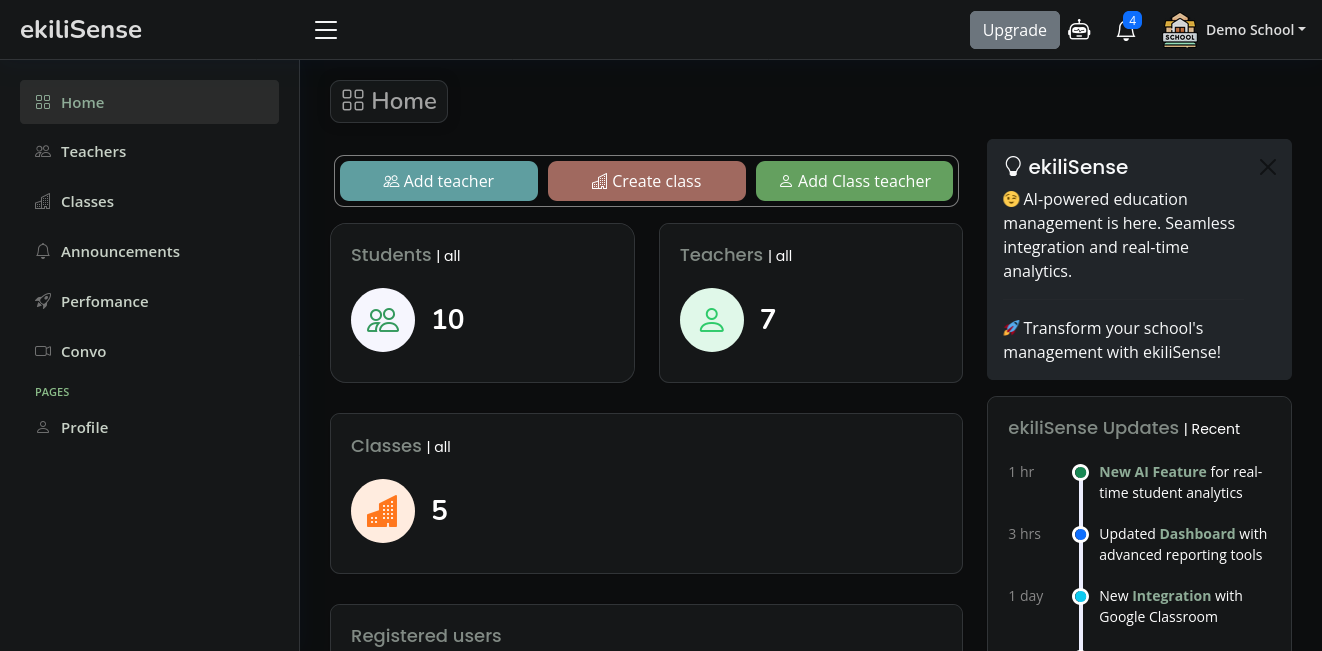 ekiliSense
Upgrade
4
SCHOOL
Demo School
Home
Teachers
Classes
Announcements
Perfomance
Convo
PAGES
Profile
Home
Add teacher
Create class
Add Class teacher
Students | all
10
Teachers | all
7
Classes | all
5
Registered users
ekiliSense
😉 AI-powered education
management is here. Seamless
integration and real-time
analytics.
🚀 Transform your school's
management with ekiliSense!
ekiliSense Updates | Recent
1 hr
New AI Feature for real-
time student analytics
3 hrs
Updated Dashboard with
advanced reporting tools
1 day
New Integration with
Google Classroom